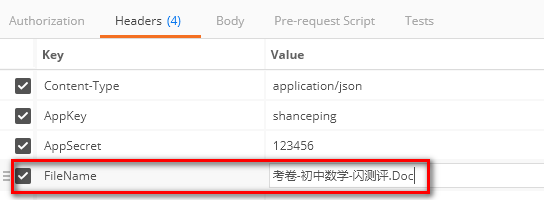 Authorization Headers (4) Body Pre-request Script Tests
Key Value
Content-Type application/json
AppKey shanceping
AppSecret 123456
FileName 考卷-初中数学-闪测评.Doc